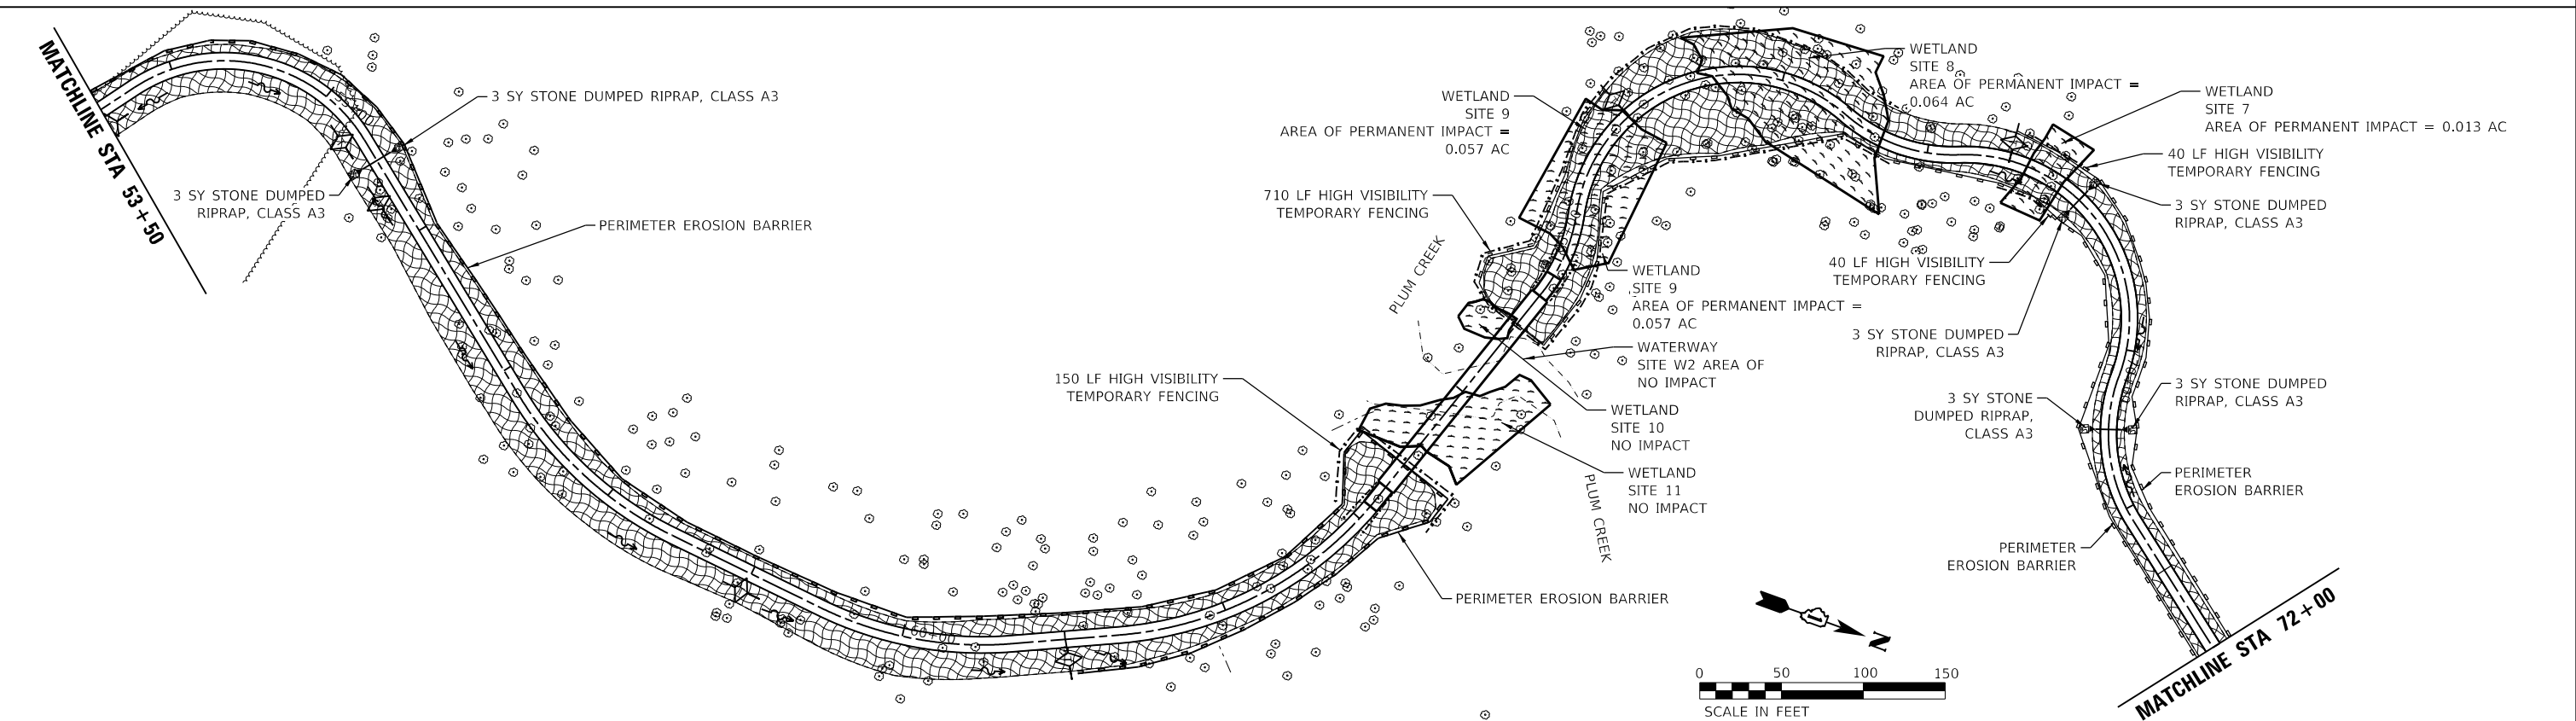 MATCHLINE STA 53+50
3 SY STONE DUMPED RIPRAP, CLASS A3
3 SY STONE DUMPED
RIPRAP, CLASS A3
PERIMETER EROSION BARRIER
60+00
150 LF HIGH VISIBILITY
TEMPORARY FENCING
PERIMETER EROSION BARRIER
WETLAND
SITE 9
AREA OF PERMANENT IMPACT =
0.057 AC
710 LF HIGH VISIBILITY
TEMPORARY FENCING
PLUM CREEK
WETLAND
SITE 9
AREA OF PERMANENT IMPACT =
0.057 AC
WATERWAY
SITE W2 AREA OF
NO IMPACT
WETLAND
SITE 10
NO IMPACT
WETLAND
SITE 11
NO IMPACT
PLUM CREEK
WETLAND
SITE 8
AREA OF PERMANENT IMPACT =
0.064 AC
WETLAND
SITE 7
AREA OF PERMANENT IMPACT = 0.013 AC
40 LF HIGH VISIBILITY
TEMPORARY FENCING
3 SY STONE DUMPED
RIPRAP, CLASS A3
40 LF HIGH VISIBILITY
TEMPORARY FENCING
3 SY STONE DUMPED
RIPRAP, CLASS A3
3 SY STONE
DUMPED RIPRAP,
CLASS A3
3 SY STONE DUMPED
RIPRAP, CLASS A3
PERIMETER
EROSION BARRIER
PERIMETER
EROSION BARRIER
N
0 50 100 150
SCALE IN FEET
MATCHLINE STA 72+00